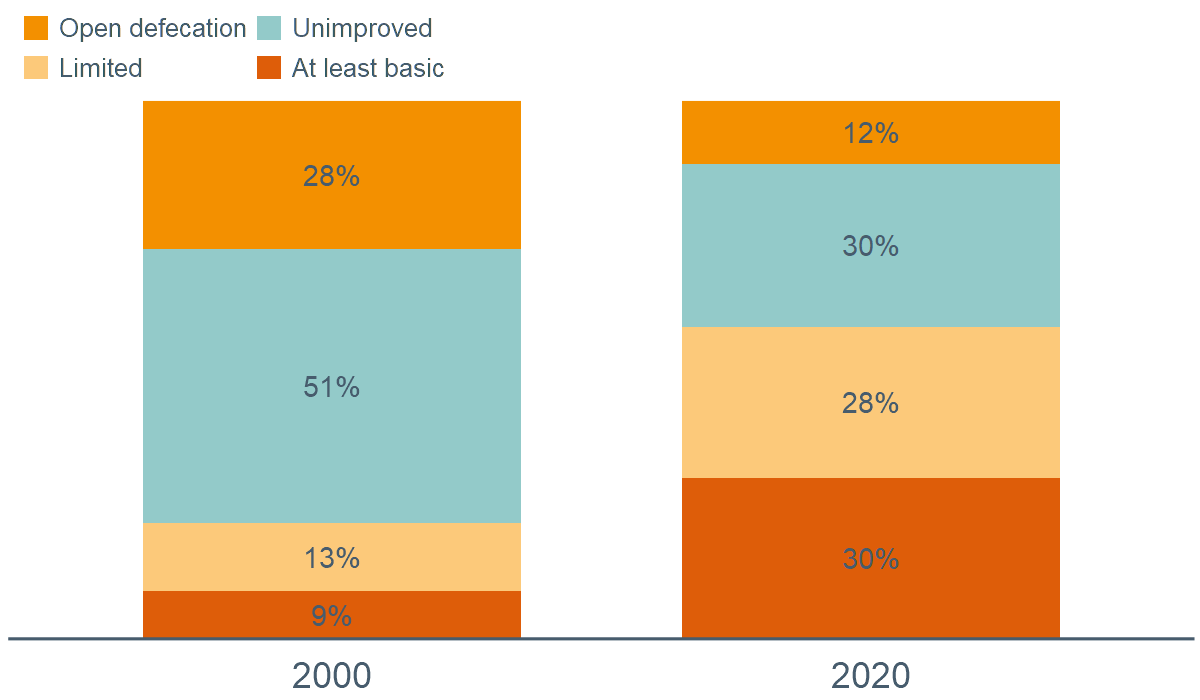 Open defecation Unimproved
Limited At least basic
28% 12%
51% 30%
13% 28%
9% 30%
2000 2020